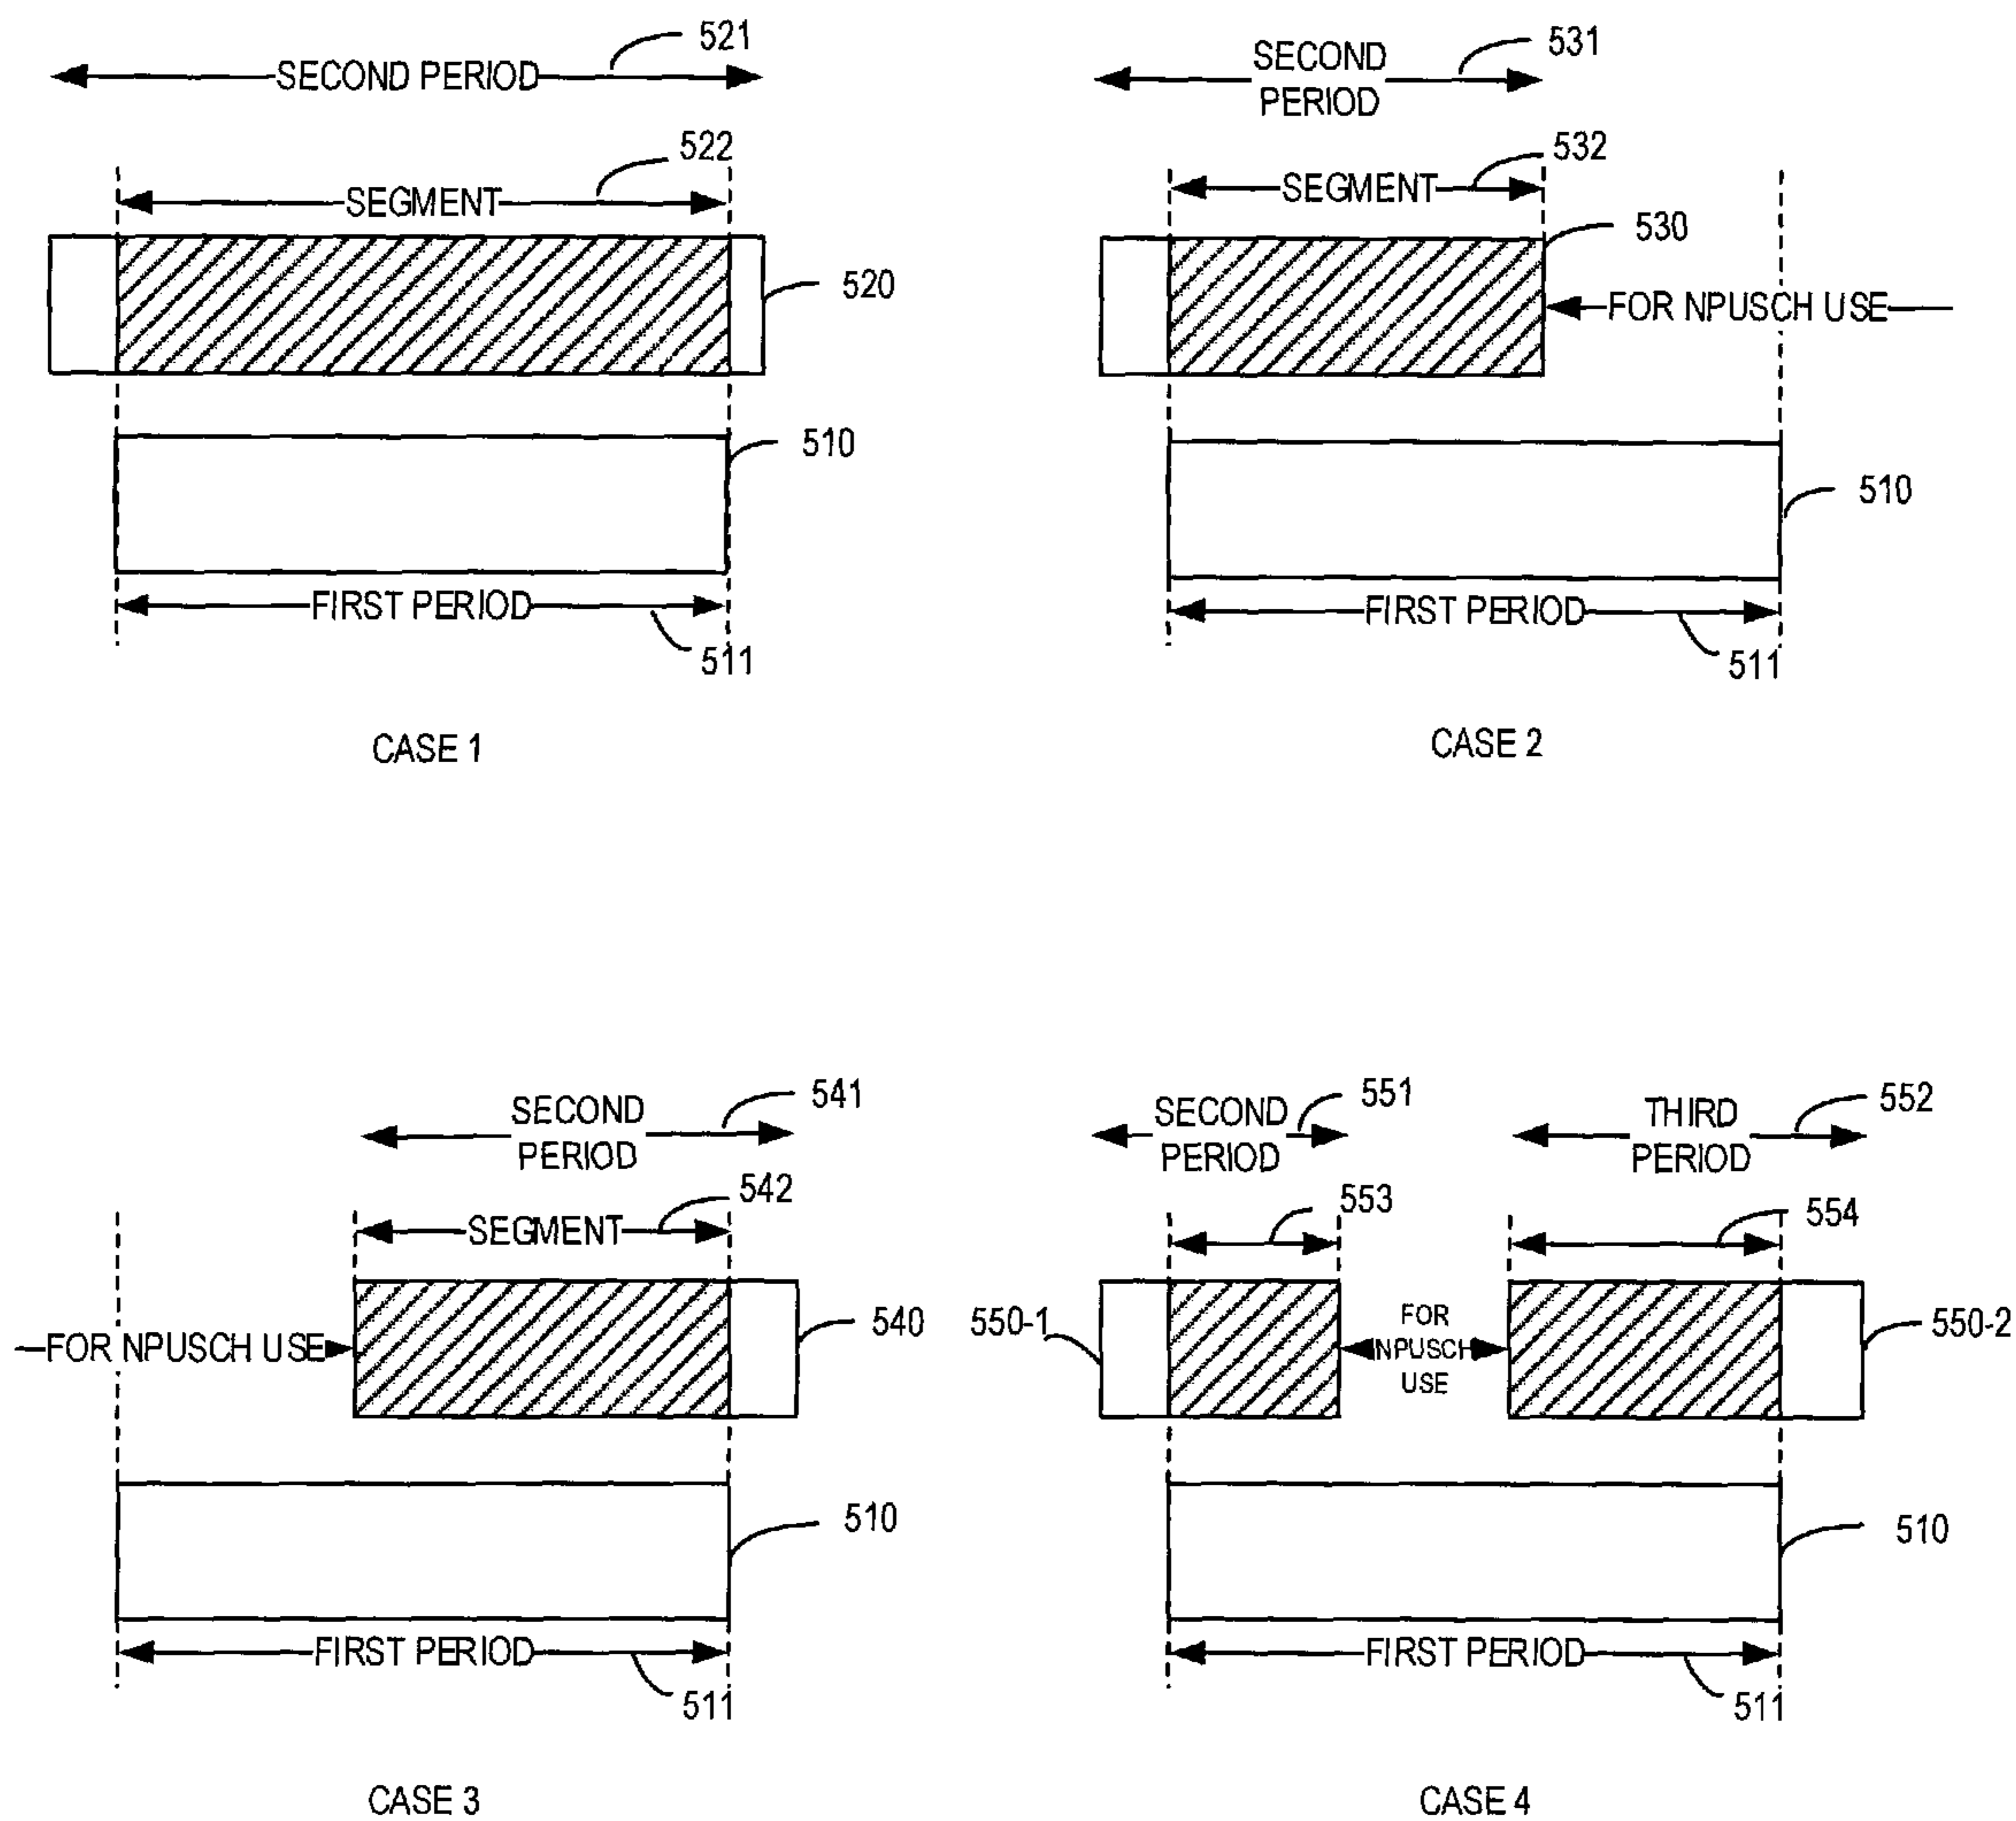 521
SECOND PERIOD
522
SEGMENT
520
510
FIRST PERIOD
511
CASE 1
531
SECOND
PERIOD
532
SEGMENT
530
FOR NPUSCH USE
510
FIRST PERIOD
511
CASE 2
541
SECOND
PERIOD
542
SEGMENT
FOR NPUSCH USE
540
510
FIRST PERIOD
511
CASE 3
551
SECOND
PERIOD
552
THIRD
PERIOD
553
554
550-1
FOR
NPUSCH
USE
550-2
510
FIRST PERIOD
511
CASE 4